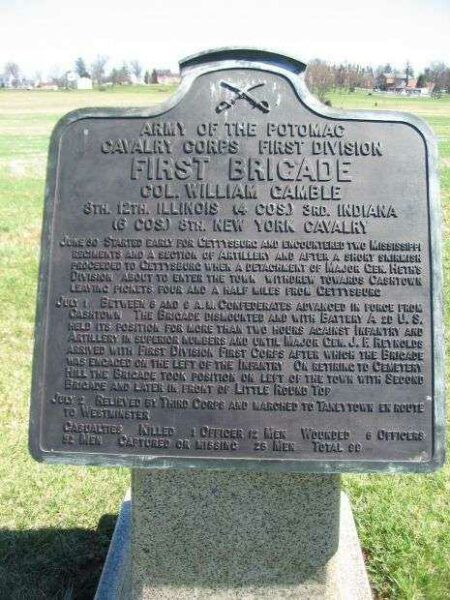 ARMY OF THE POTOMAC
CAVALRY CORPS FIRST DIVISION
FIRST BRIGADE
COL. WILLIAM GAMBLE
8TH. 12TH. ILLINOIS (4 COS.) 3RD. INDIANA
(6 COS.) 8TH. NEW YORK CAVALRY
JUNE 30 STARTED EARLY FOR GETTYSBURG AND ENCOUNTERED TWO MISSISSIPPI
REGIMENTS AND A SECTION OF ARTILLERY AND AFTER A SHORT SKIRMISH
PROCEEDED TO GETTYSBURG WHEN A DETACHMENT OF MAJOR GEN. HETH'S
DIVISION ABOUT TO ENTER THE TOWN WITHDREW TOWARDS CASHTOWN
LEAVING PICKETS FOUR AND A HALF MILES FROM GETTYSBURG
JULY 1. BETWEEN 8 AND 9 A.M. CONFEDERATES ADVANCED IN FORCE FROM
CASHTOWN THE BRIGADE DISMOUNTED AND WITH BATTERY A 2D U. S.
HELD ITS POSITION FOR MORE THAN TWO HOURS AGAINST INFANTRY AND
ARTILLERY IN SUPERIOR NUMBERS AND UNTIL MAJOR GEN. J. F. REYNOLDS
ARRIVED WITH FIRST DIVISION FIRST CORPS AFTER WHICH THE BRIGADE
WAS ENGAGED ON THE LEFT OF THE INFANTRY ON RETIRING TO CEMETERY
HILL THE BRIGADE TOOK POSITION ON LEFT OF THE TOWN WITH SECOND
BRIGADE AND LATER IN FRONT OF LITTLE ROUND TOP
JULY 2 RELIEVED BY THIRD CORPS AND MARCHED TO TANEYTOWN EN ROUTE
TO WESTMINSTER
CASUALTIES KILLED 1 OFFICER 12 MEN WOUNDED 6 OFFICERS
52 MEN CAPTURED OR MISSING 28 MEN TOTAL 99